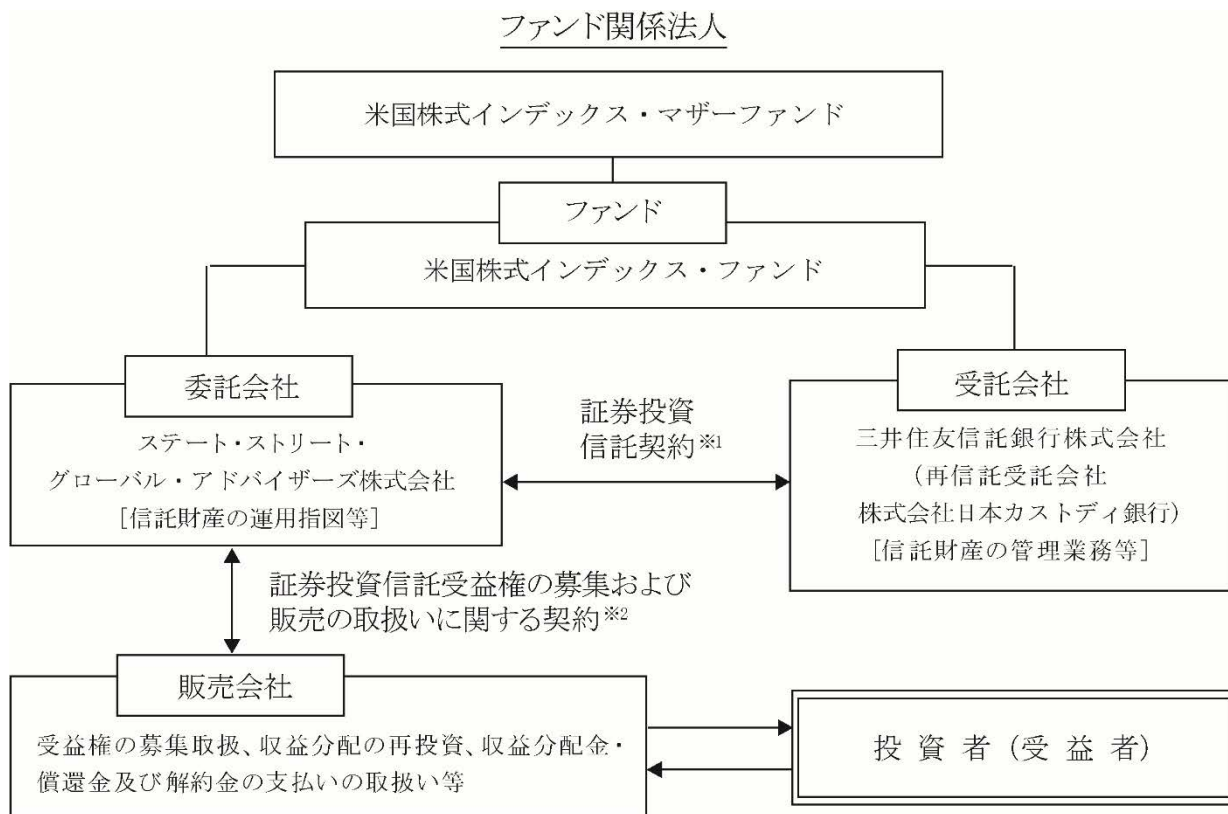 ファンド関係法人
米国株式インデックス・マザーファンド
ファンド
米国株式インデックス・ファンド
委託会社
ステート・ストリート・
グローバル・アドバイザーズ株式会社
[信託財産の運用指図等]
証券投資
信託契約※1
受託会社
三井住友信託銀行株式会社
(再信託受託会社
株式会社日本カストディ銀行)
[信託財産の管理業務等]
証券投資信託受益権の募集および
販売の取扱いに関する契約※2
販売会社
受益権の募集取扱、収益分配の再投資、収益分配金・
償還金及び解約金の支払いの取扱い等
投資者(受益者)